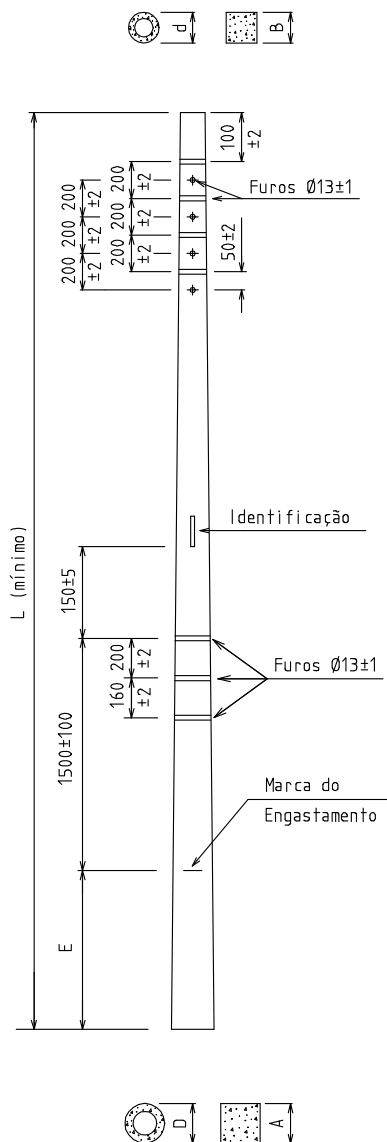 d
B
100
±2
200
±2
200
±2
200
±2
200
±2
200
±2
200
±2
Furos Ø13±1
50±2
L (mínimo)
Identificação
150±5
1500±100
200
±2
160
±2
Furos Ø13±1
Marca do
Engastamento
E
D
A